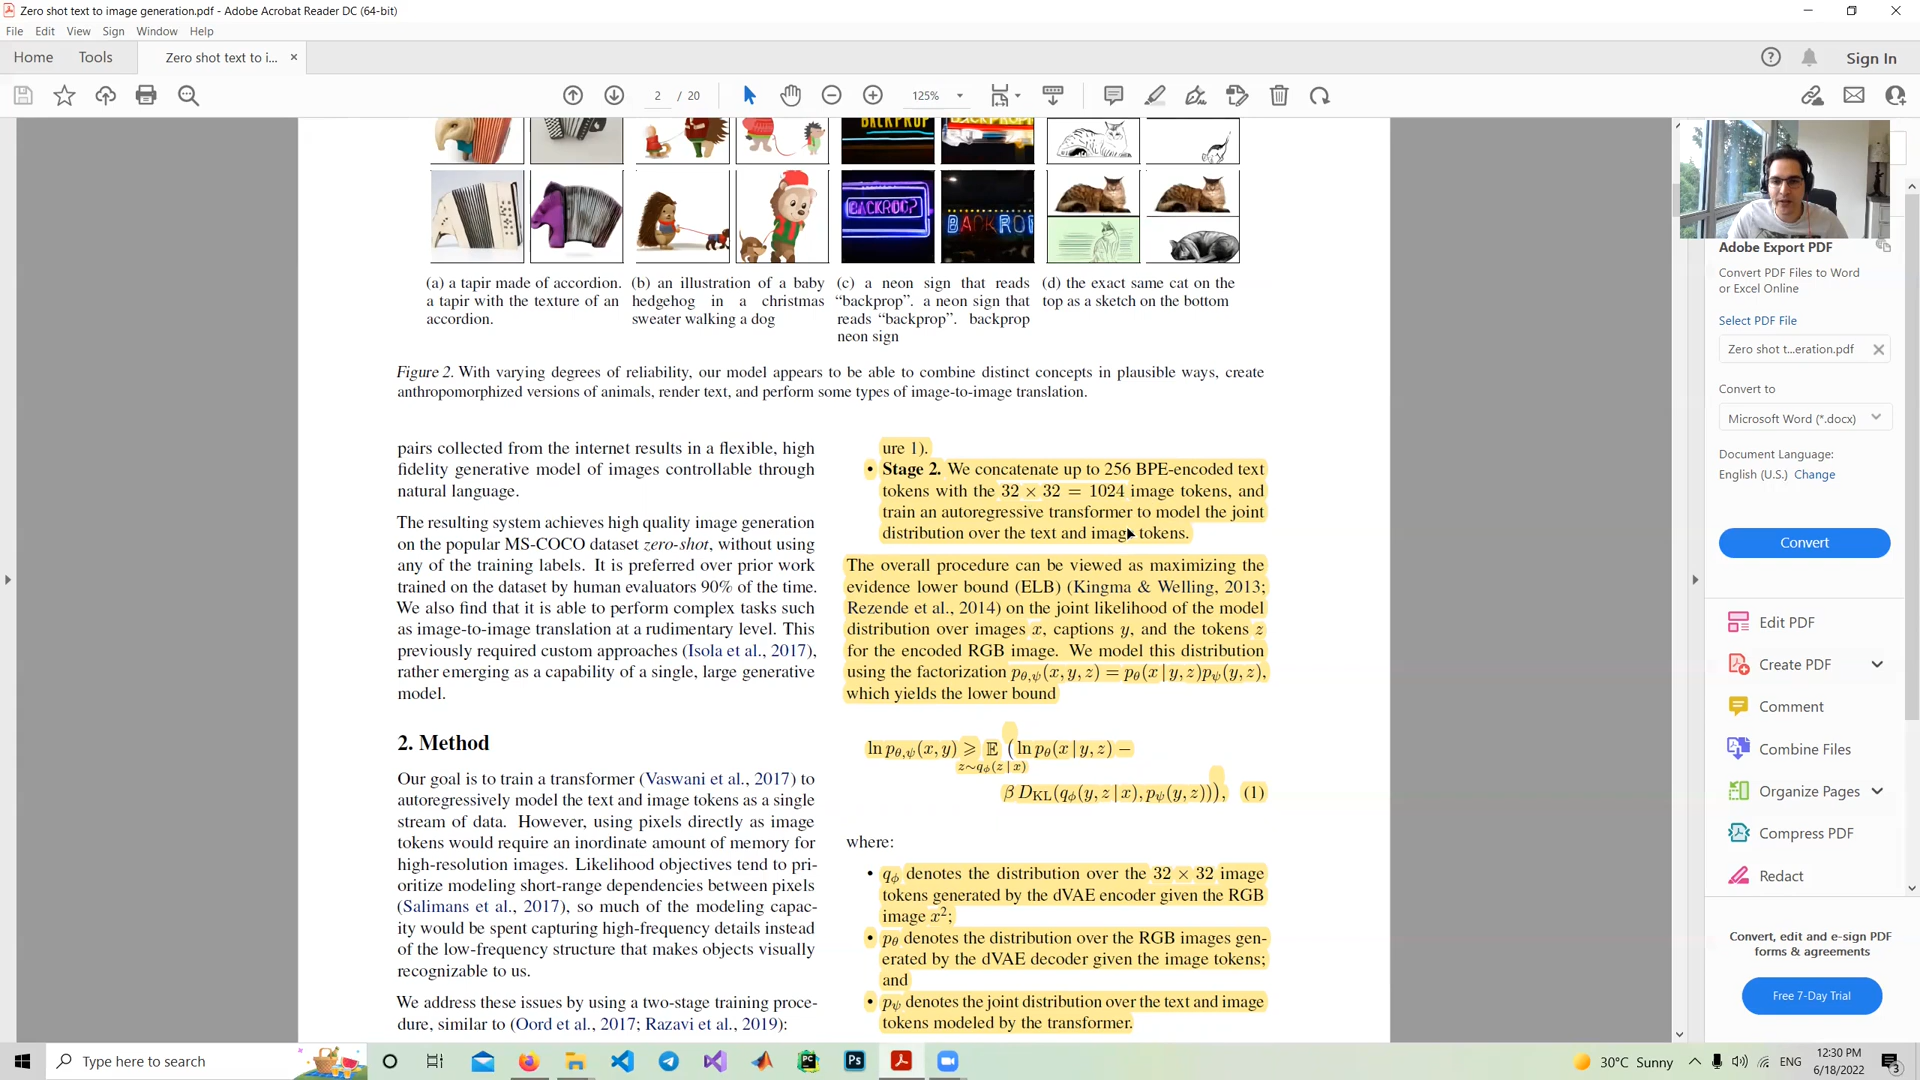 Zero shot text to image generation.pdf - Adobe Acrobat Reader DC (64-bit)
File Edit View Sign Window Help
Home Tools Zero shot text to i... × Sign In
2 / 20 125%
BACKPROP BACKPROP
BACKROC? BACKROP
(a) a tapir made of accordion.
a tapir with the texture of an
accordion.
(b) an illustration of a baby
hedgehog in a christmas
sweater walking a dog
(c) a neon sign that reads
“backprop”. a neon sign that
reads “backprop”. backprop
neon sign
(d) the exact same cat on the
top as a sketch on the bottom
Figure 2. With varying degrees of reliability, our model appears to be able to combine distinct concepts in plausible ways, create
anthropomorphized versions of animals, render text, and perform some types of image-to-image translation.
pairs collected from the internet results in a flexible, high
fidelity generative model of images controllable through
natural language.
The resulting system achieves high quality image generation
on the popular MS-COCO dataset zero-shot, without using
any of the training labels. It is preferred over prior work
trained on the dataset by human evaluators 90% of the time.
We also find that it is able to perform complex tasks such
as image-to-image translation at a rudimentary level. This
previously required custom approaches (Isola et al., 2017),
rather emerging as a capability of a single, large generative
model.
2. Method
Our goal is to train a transformer (Vaswani et al., 2017) to
autoregressively model the text and image tokens as a single
stream of data. However, using pixels directly as image
tokens would require an inordinate amount of memory for
high-resolution images. Likelihood objectives tend to pri-
oritize modeling short-range dependencies between pixels
(Salimans et al., 2017), so much of the modeling capac-
ity would be spent capturing high-frequency details instead
of the low-frequency structure that makes objects visually
recognizable to us.
We address these issues by using a two-stage training proce-
dure, similar to (Oord et al., 2017; Razavi et al., 2019):
ure 1).
• Stage 2. We concatenate up to 256 BPE-encoded text
tokens with the 32 × 32 = 1024 image tokens, and
train an autoregressive transformer to model the joint
distribution over the text and image tokens.
The overall procedure can be viewed as maximizing the
evidence lower bound (ELB) (Kingma & Welling, 2013;
Rezende et al., 2014) on the joint likelihood of the model
distribution over images x, captions y, and the tokens z
for the encoded RGB image. We model this distribution
using the factorization pθ,ψ(x, y, z) = pθ(x | y, z)pψ(y, z),
which yields the lower bound
ln pθ,ψ(x, y) ⩾ 𝔼 z∼qϕ(z | x) (ln pθ(x | y, z) −
β DKL(qϕ(y, z | x), pψ(y, z))), (1)
where:
• qϕ denotes the distribution over the 32 × 32 image
tokens generated by the dVAE encoder given the RGB
image x²;
• pθ denotes the distribution over the RGB images gen-
erated by the dVAE decoder given the image tokens;
and
• pψ denotes the joint distribution over the text and image
tokens modeled by the transformer.
Adobe Export PDF
Convert PDF Files to Word
or Excel Online
Select PDF File
Zero shot t...eration.pdf
Convert to
Microsoft Word (*.docx)
Document Language:
English (U.S.) Change
Convert
Edit PDF
Create PDF
Comment
Combine Files
Organize Pages
Compress PDF
Redact
Convert, edit and e-sign PDF
forms & agreements
Free 7-Day Trial
Type here to search
PC
Ps
30°C Sunny
ENG
12:30 PM
6/18/2022
3